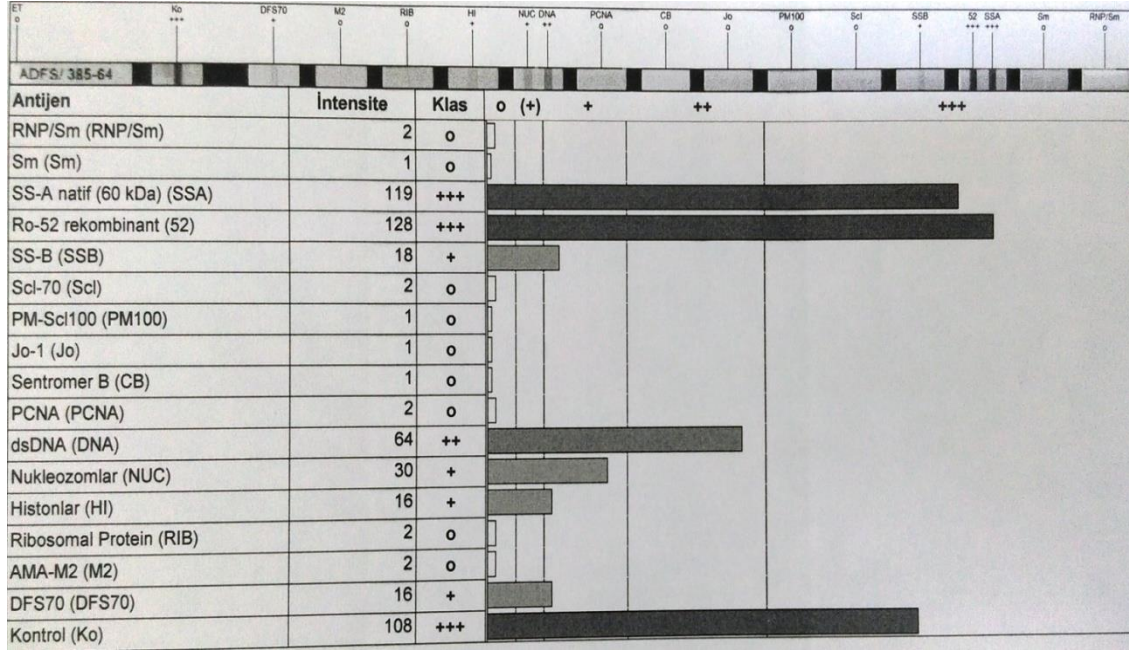 ET Ko DFS70 M2 RIB HI NUC DNA PCNA CB Jo PM100 Scl SSB 52 SSA Sm RNP/Sm
o +++ + o o + + ++ o o o o o + +++ +++ o o
ADFS/ 385-64
Antijen İntensite Klas o (+) + ++ +++
RNP/Sm (RNP/Sm) 2 o
Sm (Sm) 1 o
SS-A natif (60 kDa) (SSA) 119 +++
Ro-52 rekombinant (52) 128 +++
SS-B (SSB) 18 +
Scl-70 (Scl) 2 o
PM-Scl100 (PM100) 1 o
Jo-1 (Jo) 1 o
Sentromer B (CB) 1 o
PCNA (PCNA) 2 o
dsDNA (DNA) 64 ++
Nukleozomlar (NUC) 30 +
Histonlar (HI) 16 +
Ribosomal Protein (RIB) 2 o
AMA-M2 (M2) 2 o
DFS70 (DFS70) 16 +
Kontrol (Ko) 108 +++